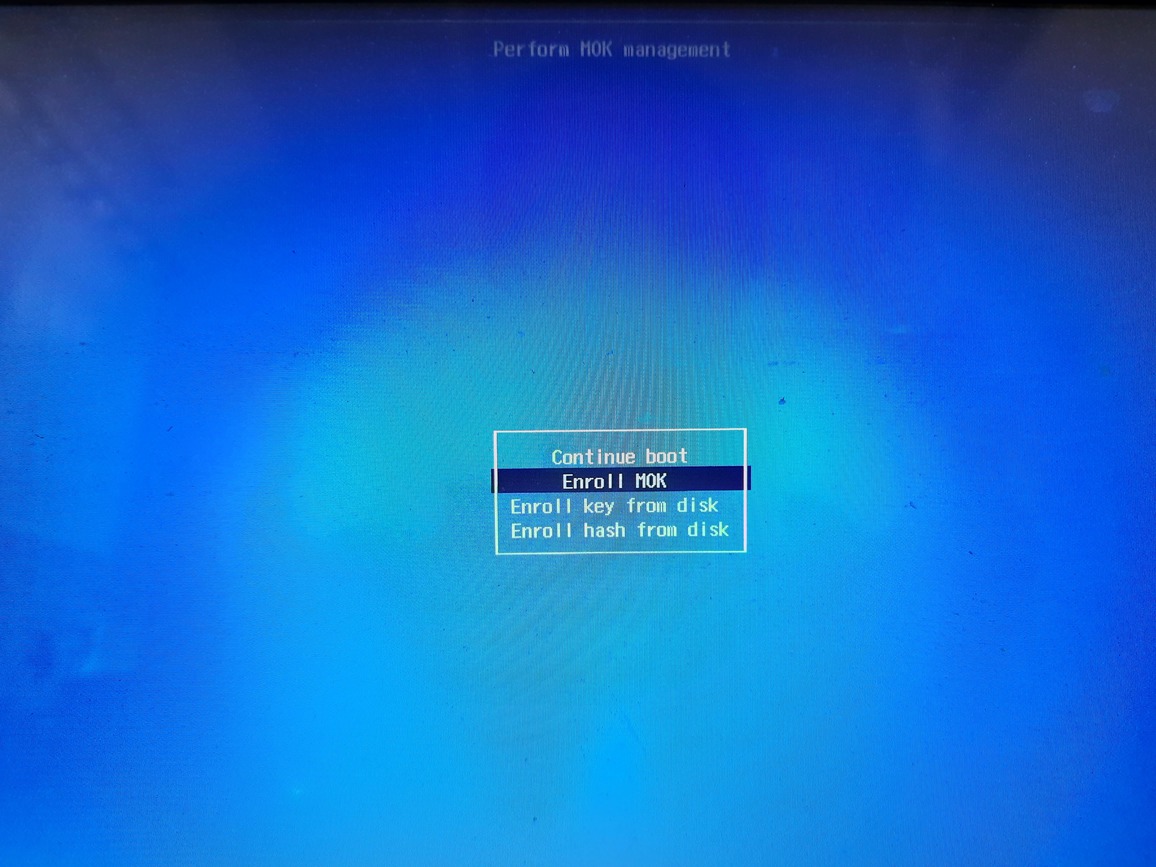 Perform MOK management
Continue boot
Enroll MOK
Enroll key from disk
Enroll hash from disk